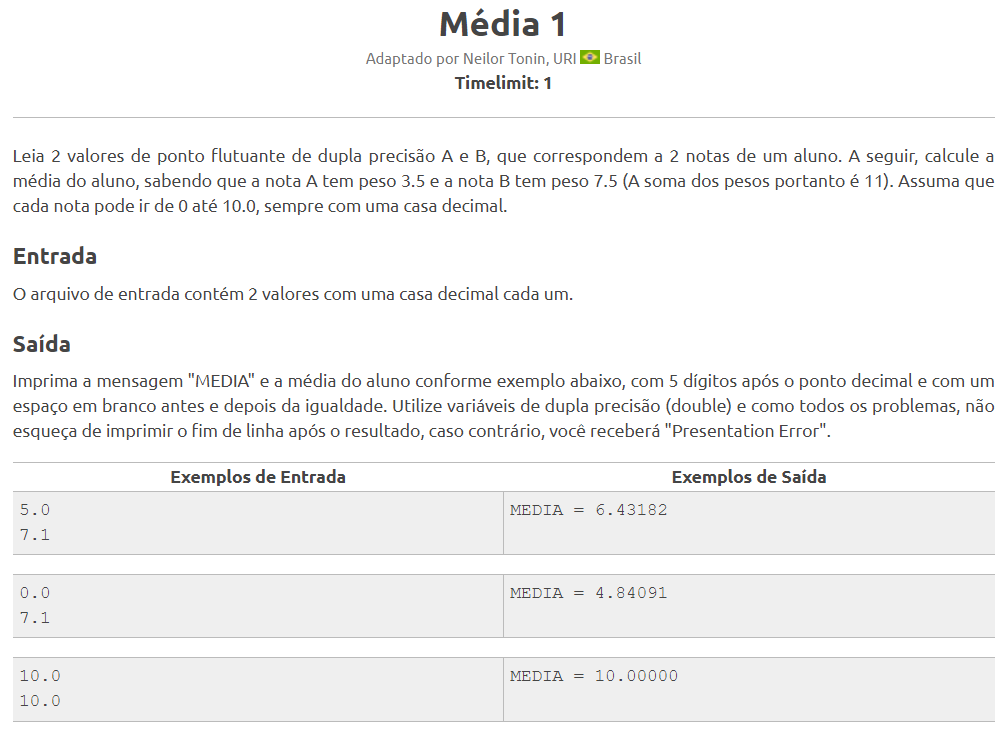 Média 1
Adaptado por Neilor Tonin, URI Brasil
Timelimit: 1
Leia 2 valores de ponto flutuante de dupla precisão A e B, que correspondem a 2 notas de um aluno. A seguir, calcule a
média do aluno, sabendo que a nota A tem peso 3.5 e a nota B tem peso 7.5 (A soma dos pesos portanto é 11). Assuma que
cada nota pode ir de 0 até 10.0, sempre com uma casa decimal.
Entrada
O arquivo de entrada contém 2 valores com uma casa decimal cada um.
Saída
Imprima a mensagem "MEDIA" e a média do aluno conforme exemplo abaixo, com 5 dígitos após o ponto decimal e com um
espaço em branco antes e depois da igualdade. Utilize variáveis de dupla precisão (double) e como todos os problemas, não
esqueça de imprimir o fim de linha após o resultado, caso contrário, você receberá "Presentation Error".
Exemplos de Entrada Exemplos de Saída
5.0 MEDIA = 6.43182
7.1
0.0 MEDIA = 4.84091
7.1
10.0 MEDIA = 10.00000
10.0